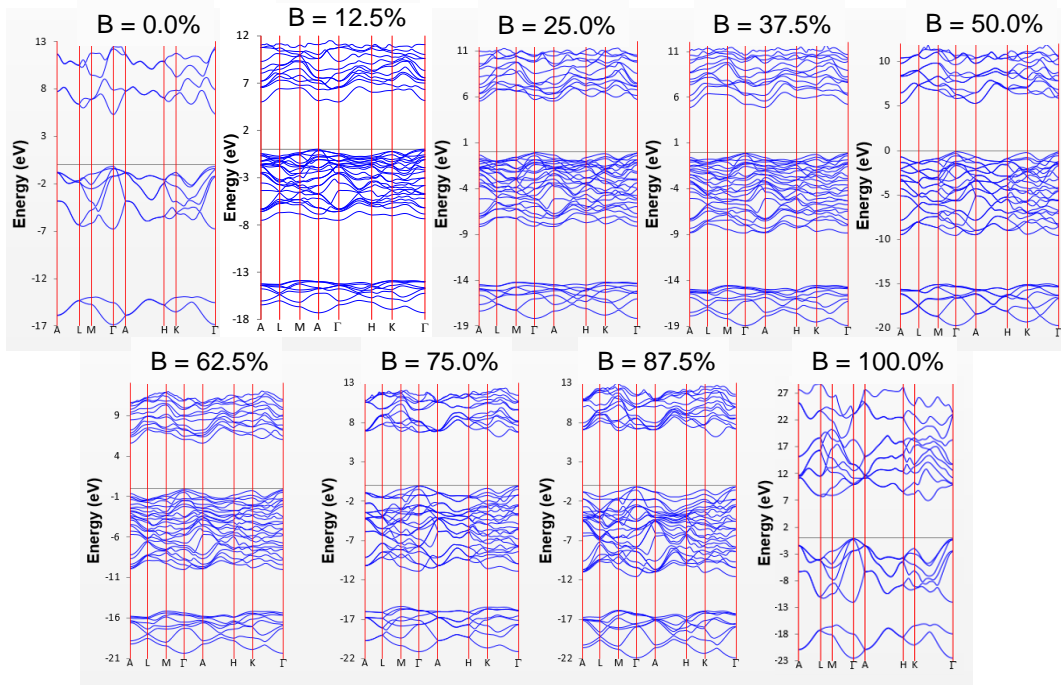 B = 0.0%
B = 12.5%
B = 25.0%
B = 37.5%
B = 50.0%
Energy (eV)
13
8
3
-2
-7
-12
-17
A L M Γ A H K Γ
Energy (eV)
12
7
2
-3
-8
-13
-18
A L M A Γ H K Γ
Energy (eV)
11
6
1
-4
-9
-14
-19
A L M Γ A H K Γ
Energy (eV)
11
6
1
-4
-9
-14
-19
A L M Γ A H K Γ
Energy (eV)
10
5
0
-5
-10
-15
-20
A L M Γ A H K Γ
B = 62.5%
B = 75.0%
B = 87.5%
B = 100.0%
Energy (eV)
9
4
-1
-6
-11
-16
-21
A L M Γ A H K Γ
Energy (eV)
13
8
3
-2
-7
-12
-17
-22
A L M Γ A H K Γ
Energy (eV)
13
8
3
-2
-7
-12
-17
-22
A L M Γ A H K Γ
Energy (eV)
27
22
17
12
7
2
-3
-8
-13
-18
-23
A L M Γ A H K Γ